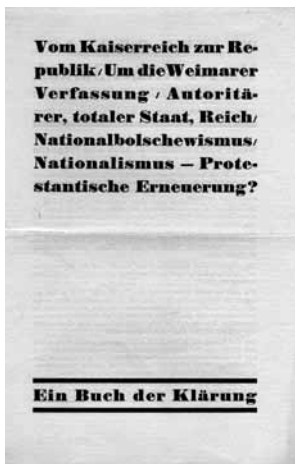 Vom Kaiserreich zur Re-
publik/Um die Weimarer
Verfassung / Autoritä-
rer, totaler Staat, Reich/
Nationalbolschewismus/
Nationalismus – Prote-
stantische Erneuerung?
Ein Buch der Klärung